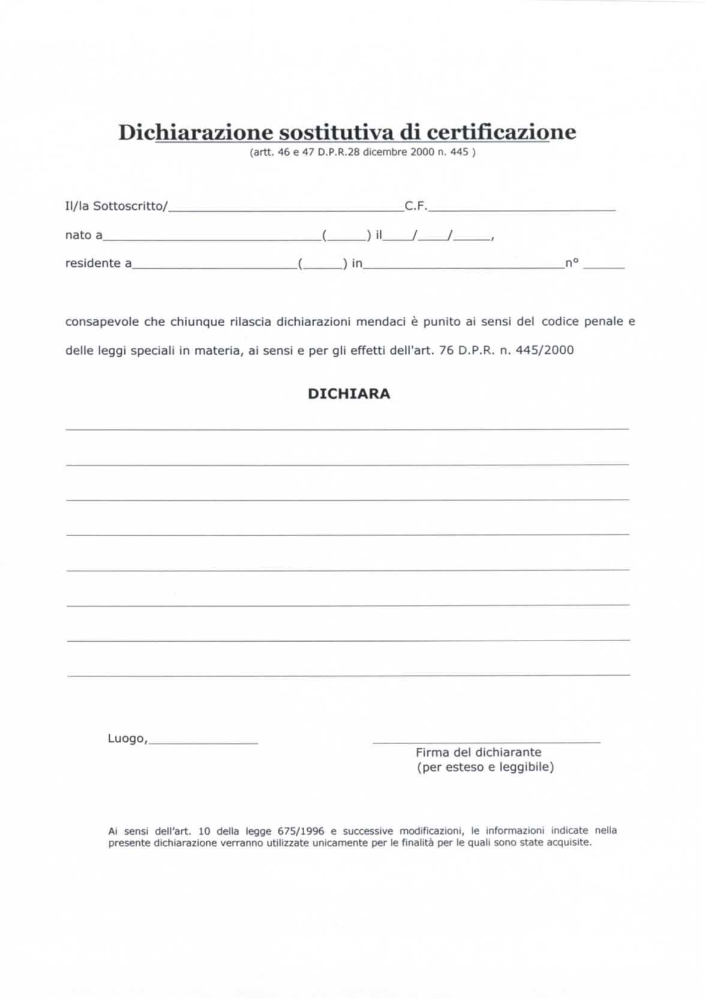 Dichiarazione sostitutiva di certificazione
(artt. 46 e 47 D.P.R.28 dicembre 2000 n. 445 )
Il/la Sottoscritto/______________________________C.F.________________________
nato a____________________________(_____) il____/____/_____,
residente a_____________________(_____) in__________________________n° _____
consapevole che chiunque rilascia dichiarazioni mendaci è punito ai sensi del codice penale e
delle leggi speciali in materia, ai sensi e per gli effetti dell'art. 76 D.P.R. n. 445/2000
DICHIARA
Luogo,______________
Firma del dichiarante
(per esteso e leggibile)
Ai sensi dell'art. 10 della legge 675/1996 e successive modificazioni, le informazioni indicate nella
presente dichiarazione verranno utilizzate unicamente per le finalità per le quali sono state acquisite.